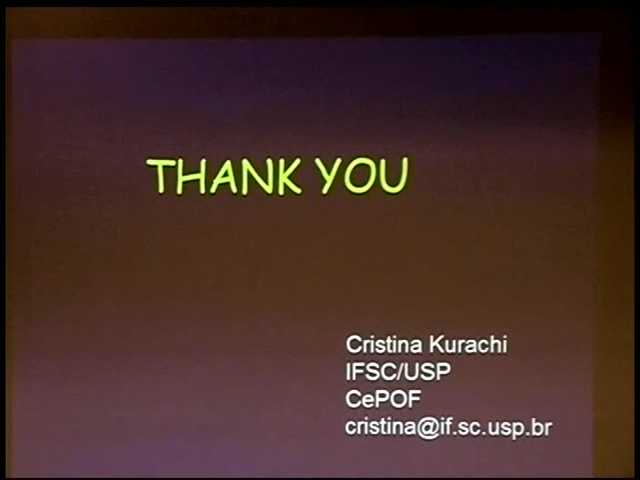 THANK YOU
Cristina Kurachi
IFSC/USP
CePOF
cristina@if.sc.usp.br